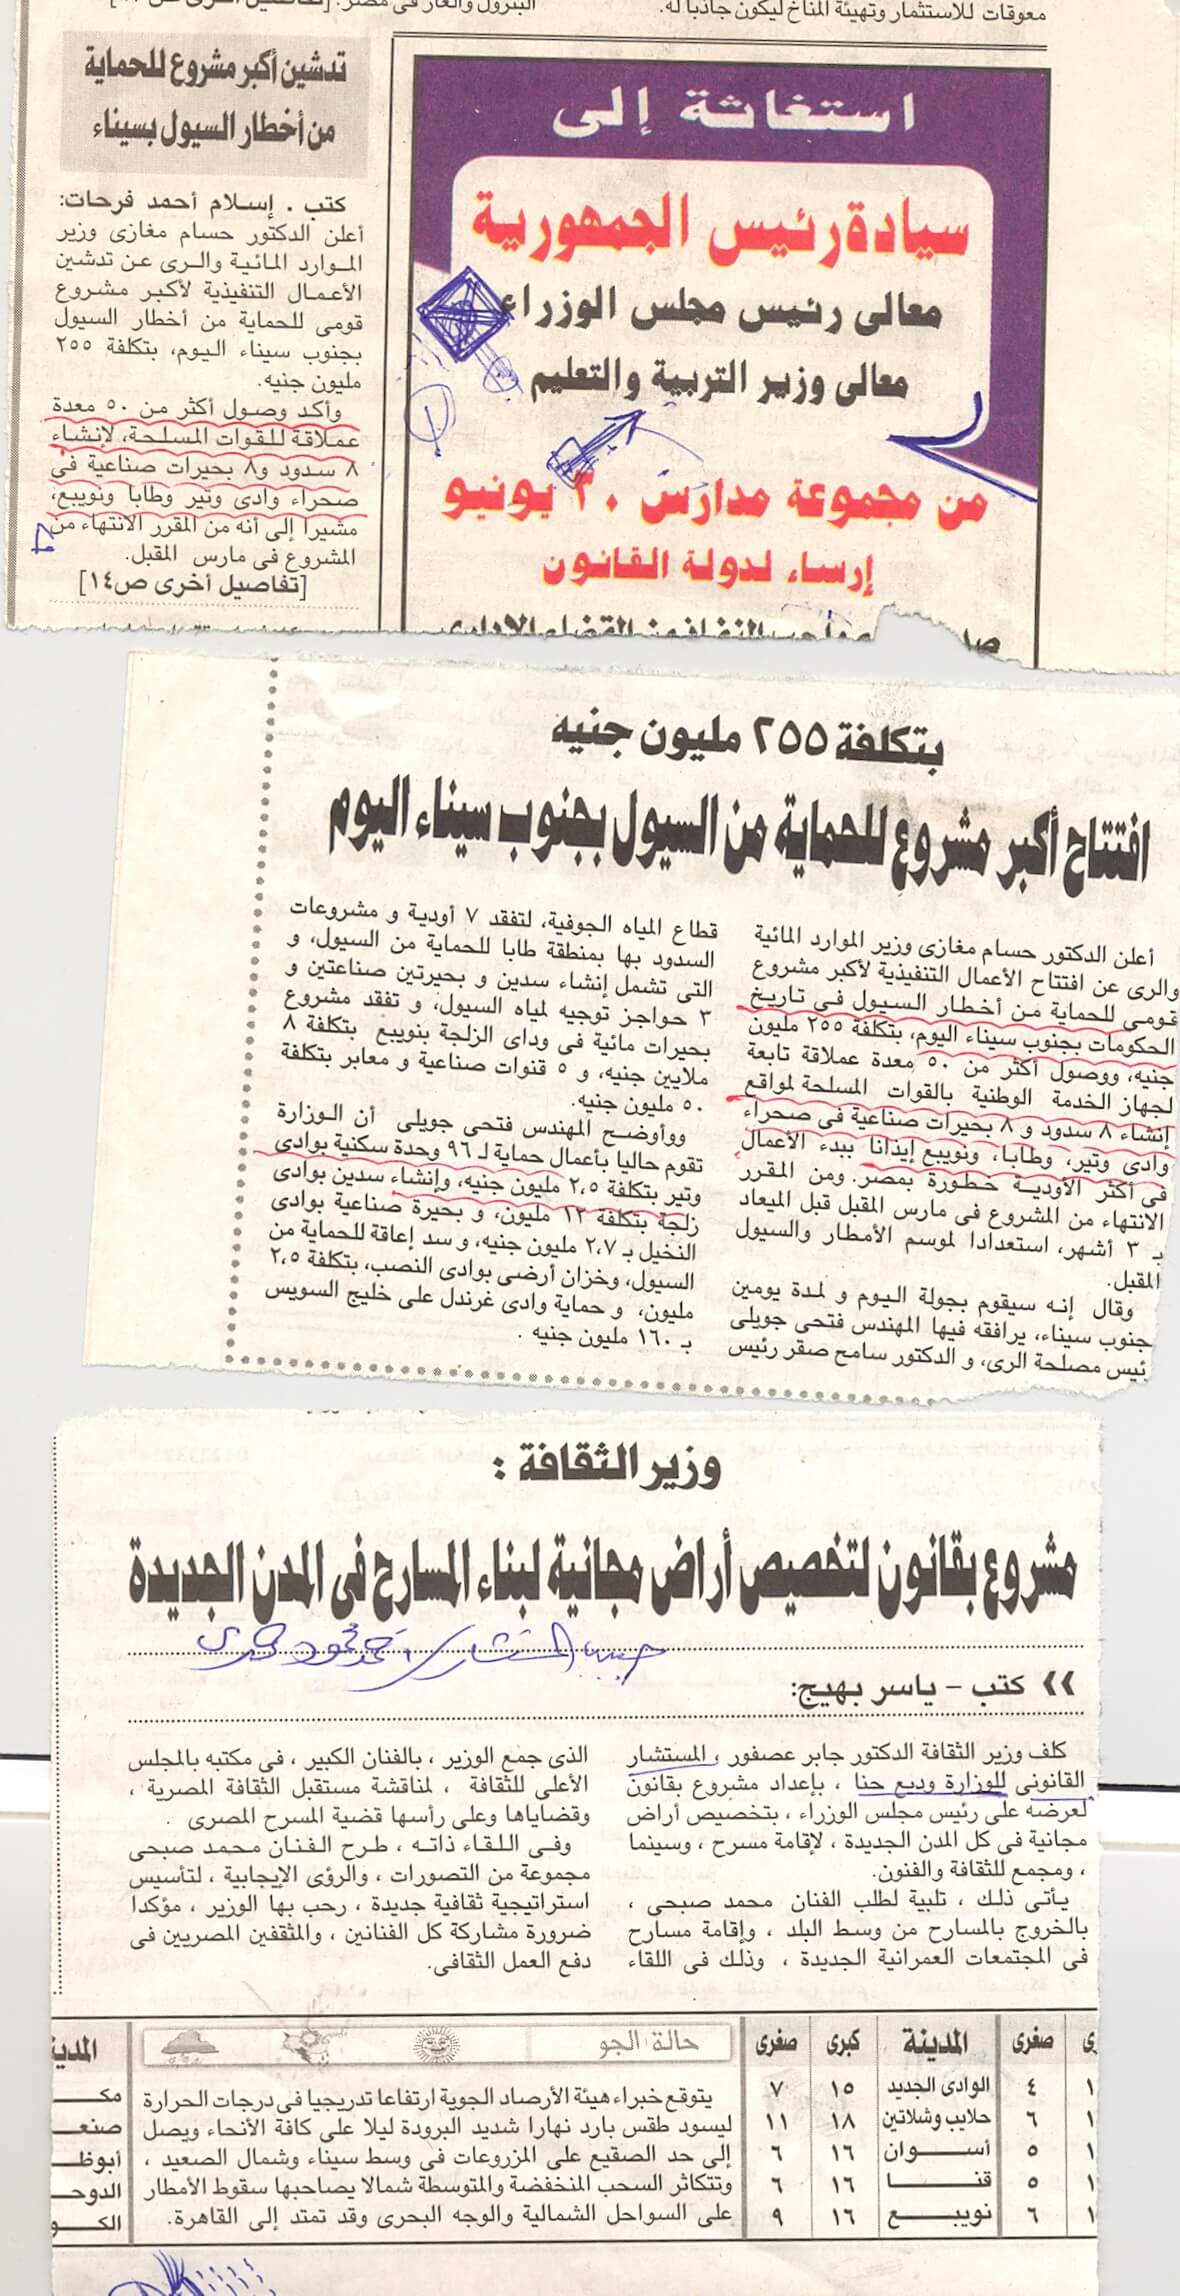 معوقات للاستثمار وتهيئة المناخ ليكون جاذبا له.
تدشين أكبر مشروع للحماية
من أخطار السيول بسيناء
كتب . إسلام أحمد فرحات:
أعلن الدكتور حسام مغازى وزير
الموارد المائية والرى عن تدشين
الأعمال التنفيذية لأكبر مشروع
قومى للحماية من أخطار السيول
بجنوب سيناء اليوم، بتكلفة ٢٥٥
مليون جنيه.
وأكد وصول أكثر من ٥٠ معدة
عملاقة للقوات المسلحة، لإنشاء
٨ سدود و٨ بحيرات صناعية فى
صحراء وادى وتير وطابا ونويبع،
مشيرا إلى أنه من المقرر الانتهاء من
المشروع فى مارس المقبل.
[تفاصيل أخرى ص١٤]
استغاثة إلى
سيادة رئيس الجمهورية
معالى رئيس مجلس الوزراء
معالى وزير التربية والتعليم
من مجموعة مدارس ٣٠ يونيو
إرساء لدولة القانون
بتكلفة ٢٥٥ مليون جنيه
افتتاح أكبر مشروع للحماية من السيول بجنوب سيناء اليوم
أعلن الدكتور حسام مغازى وزير الموارد المائية
والرى عن افتتاح الأعمال التنفيذية لأكبر مشروع
قومى للحماية من أخطار السيول فى تاريخ
الحكومات بجنوب سيناء اليوم، بتكلفة ٢٥٥ مليون
جنيه، ووصول أكثر من ٥٠ معدة عملاقة تابعة
لجهاز الخدمة الوطنية بالقوات المسلحة لمواقع
إنشاء ٨ سدود و ٨ بحيرات صناعية فى صحراء
وادى وتير، وطابا، ونويبع إيذانا ببدء الأعمال
فى أكثر الأودية خطورة بمصر. ومن المقرر
الانتهاء من المشروع فى مارس المقبل قبل الميعاد
بـ ٣ أشهر، استعدادا لموسم الأمطار والسيول
المقبل.
وقال إنه سيقوم بجولة اليوم و لمدة يومين
جنوب سيناء، يرافقه فيها المهندس فتحى جويلى
ئيس مصلحة الرى، و الدكتور سامح صقر رئيس
قطاع المياه الجوفية، لتفقد ٧ أودية و مشروعات
السدود بها بمنطقة طابا للحماية من السيول، و
التى تشمل إنشاء سدين و بحيرتين صناعتين و
٣ حواجز توجيه لمياه السيول، و تفقد مشروع
بحيرات مائية فى وداى الزلجة بنويبع بتكلفة ٨
ملايين جنيه، و ٥ قنوات صناعية و معابر بتكلفة
٥٠ مليون جنيه.
ووأوضح المهندس فتحى جويلى أن الوزارة
تقوم حاليا بأعمال حماية لـ ٩٦ وحدة سكنية بوادى
وتير بتكلفة ٢,٥ مليون جنيه، وإنشاء سدين بوادى
زلجة بتكلفة ١٢ مليون، و بحيرة صناعية بوادى
النخيل بـ ٢,٧ مليون جنيه، و سد إعاقة للحماية من
السيول، وخزان أرضى بوادى النصب، بتكلفة ٢,٥
مليون، و حماية وادى غرندل على خليج السويس
بـ ١٦٠ مليون جنيه .
وزير الثقافة :
مشروع بقانون لتخصيص أراض مجانية لبناء المسارح فى المدن الجديدة
كتب – ياسر بهيج:
كلف وزير الثقافة الدكتور جابر عصفور ، المستشار
القانونى للوزارة وديع حنا ، بإعداد مشروع بقانون
لعرضه على رئيس مجلس الوزراء ، بتخصيص أراض
مجانية فى كل المدن الجديدة ، لإقامة مسرح ، وسينما
، ومجمع للثقافة والفنون.
يأتى ذلك ، تلبية لطلب الفنان محمد صبحى ،
بالخروج بالمسارح من وسط البلد ، وإقامة مسارح
فى المجتمعات العمرانية الجديدة ، وذلك فى اللقاء
الذى جمع الوزير ، بالفنان الكبير ، فى مكتبه بالمجلس
الأعلى للثقافة ، لمناقشة مستقبل الثقافة المصرية ،
وقضاياها وعلى رأسها قضية المسرح المصرى .
وفى اللقاء ذاته ، طرح الفنان محمد صبحى
مجموعة من التصورات ، والرؤى الإيجابية ، لتأسيس
استراتيجية ثقافية جديدة ، رحب بها الوزير ، مؤكدا
ضرورة مشاركة كل الفنانين ، والمثقفين المصريين فى
دفع العمل الثقافى.
صغرى المدينة كبرى صغرى حالة الجو
٤ الوادى الجديد ١٥ ٧
٦ حلايب وشلاتين ١٨ ١١
٥ أسوان ١٦ ٦
٥ قنا ١٦ ٦
٦ نويبع ١٦ ٩
يتوقع خبراء هيئة الأرصاد الجوية ارتفاعا تدريجيا فى درجات الحرارة
ليسود طقس بارد نهارا شديد البرودة ليلا على كافة الأنحاء ويصل
إلى حد الصقيع على المزروعات فى وسط سيناء وشمال الصعيد ،
وتتكاثر السحب المنخفضة والمتوسطة شمالا يصاحبها سقوط الأمطار
على السواحل الشمالية والوجه البحرى وقد تمتد إلى القاهرة.